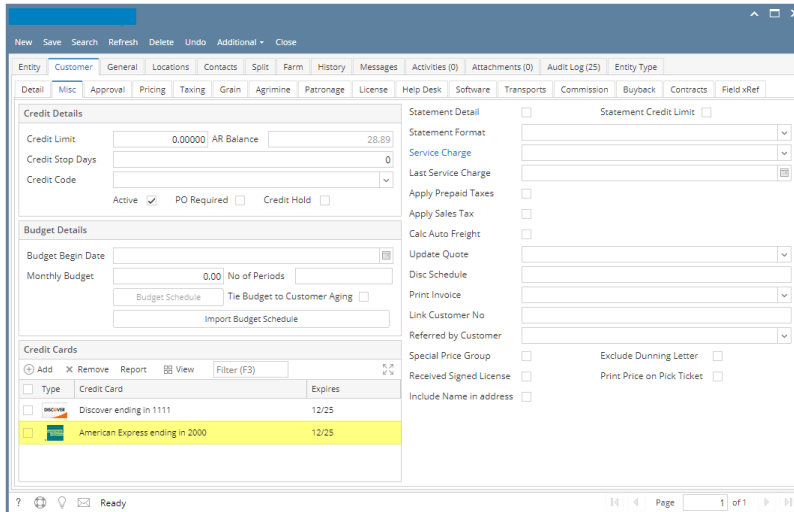 New Save Search Refresh Delete Undo Additional Close
Entity Customer General Locations Contacts Split Farm History Messages Activities (0) Attachments (0) Audit Log (25) Entity Type
Detail Misc Approval Pricing Taxing Grain Agrimine Patronage License Help Desk Software Transports Commission Buyback Contracts Field xRef
Credit Details
Credit Limit 0.00000 AR Balance 28.89
Credit Stop Days 0
Credit Code
Active PO Required Credit Hold
Budget Details
Budget Begin Date
Monthly Budget 0.00 No of Periods
Budget Schedule Tie Budget to Customer Aging
Import Budget Schedule
Credit Cards
Add Remove Report View Filter (F3)
Type Credit Card Expires
DISCOVER Discover ending in 1111 12/25
American Express ending in 2000 12/25
Statement Detail Statement Credit Limit
Statement Format
Service Charge
Last Service Charge
Apply Prepaid Taxes
Apply Sales Tax
Calc Auto Freight
Update Quote
Disc Schedule
Print Invoice
Link Customer No
Referred by Customer
Special Price Group Exclude Dunning Letter
Received Signed License Print Price on Pick Ticket
Include Name in address
? Ready Page 1 of 1